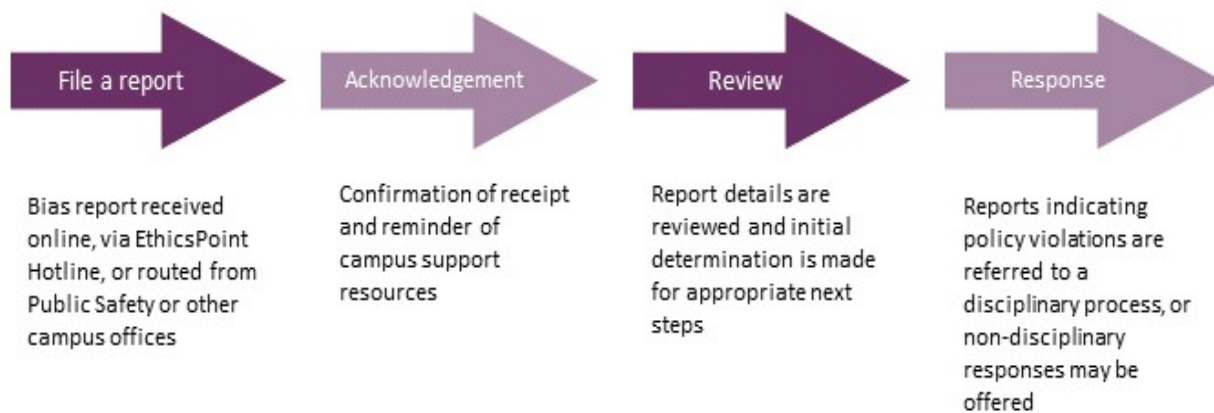 File a report
Bias report received
online, via EthicsPoint
Hotline, or routed from
Public Safety or other
campus offices
Acknowledgement
Confirmation of receipt
and reminder of
campus support
resources
Review
Report details are
reviewed and initial
determination is made
for appropriate next
steps
Response
Reports indicating
policy violations are
referred to a
disciplinary process, or
non-disciplinary
responses may be
offered